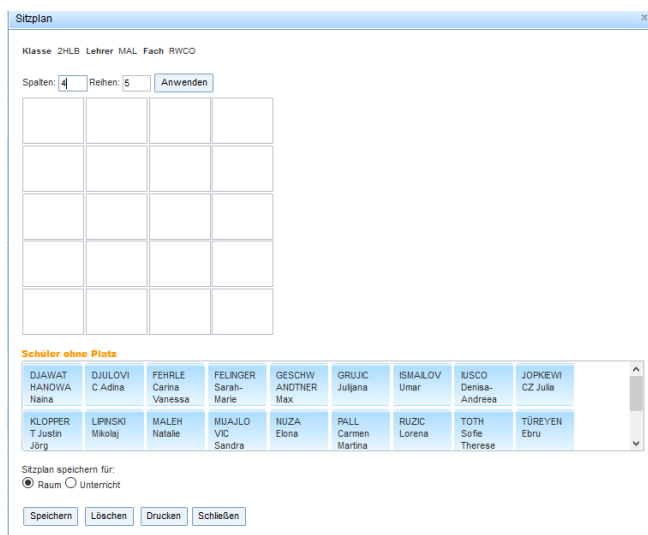 Sitzplan
Klasse 2HLB Lehrer MAL Fach RWCO
Spalten: 4 Reihen: 5 Anwenden
Schüler ohne Platz
DJAWAT DJULOVI FEHRLE FELINGER GESCHW GRUJIC ISMAILOV IUSCO JOPKIEWI
HANOWA C Adina Carina Sarah- ANDTNER Julijana Umar Denisa- CZ Julia
Naina Vanessa Marie Max Andreea
KLOPPER LIPINSKI MALEH MUAJLO NUZA PALL RUZIC TOTH TÜREYEN
T Justin Mikolaj Natalie VIC Elona Carmen Lorena Sofie Ebru
Jörg Sandra Martina Therese
Sitzplan speichern für:
Raum Unterricht
Speichern Löschen Drucken Schließen